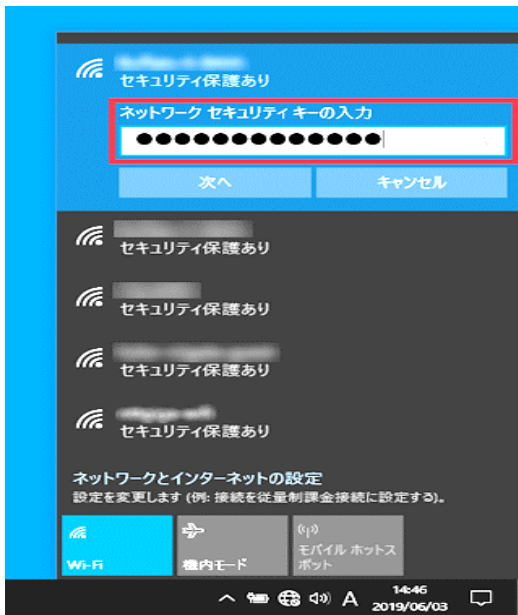 セキュリティ保護あり
ネットワーク セキュリティ キーの入力
●●●●●●●●●●●●●
次へ
キャンセル
セキュリティ保護あり
セキュリティ保護あり
セキュリティ保護あり
セキュリティ保護あり
ネットワークとインターネットの設定
設定を変更します (例: 接続を従量制課金接続に設定する)。
Wi-Fi
機内モード
モバイル ホットス
ポット
A
14:46
2019/06/03